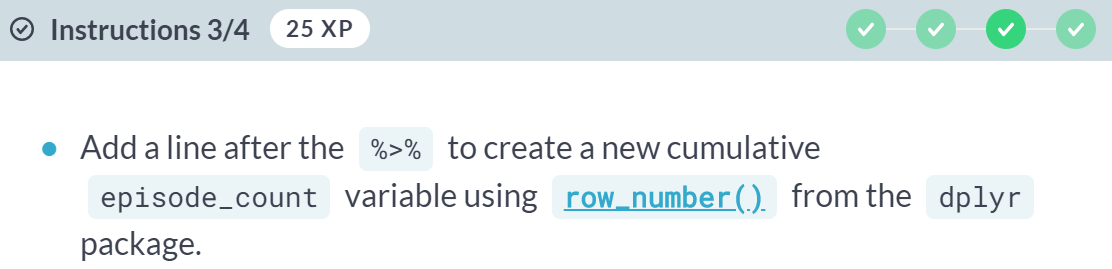 Instructions 3/4 25 XP
Add a line after the %>% to create a new cumulative
episode_count variable using row_number() from the dplyr
package.